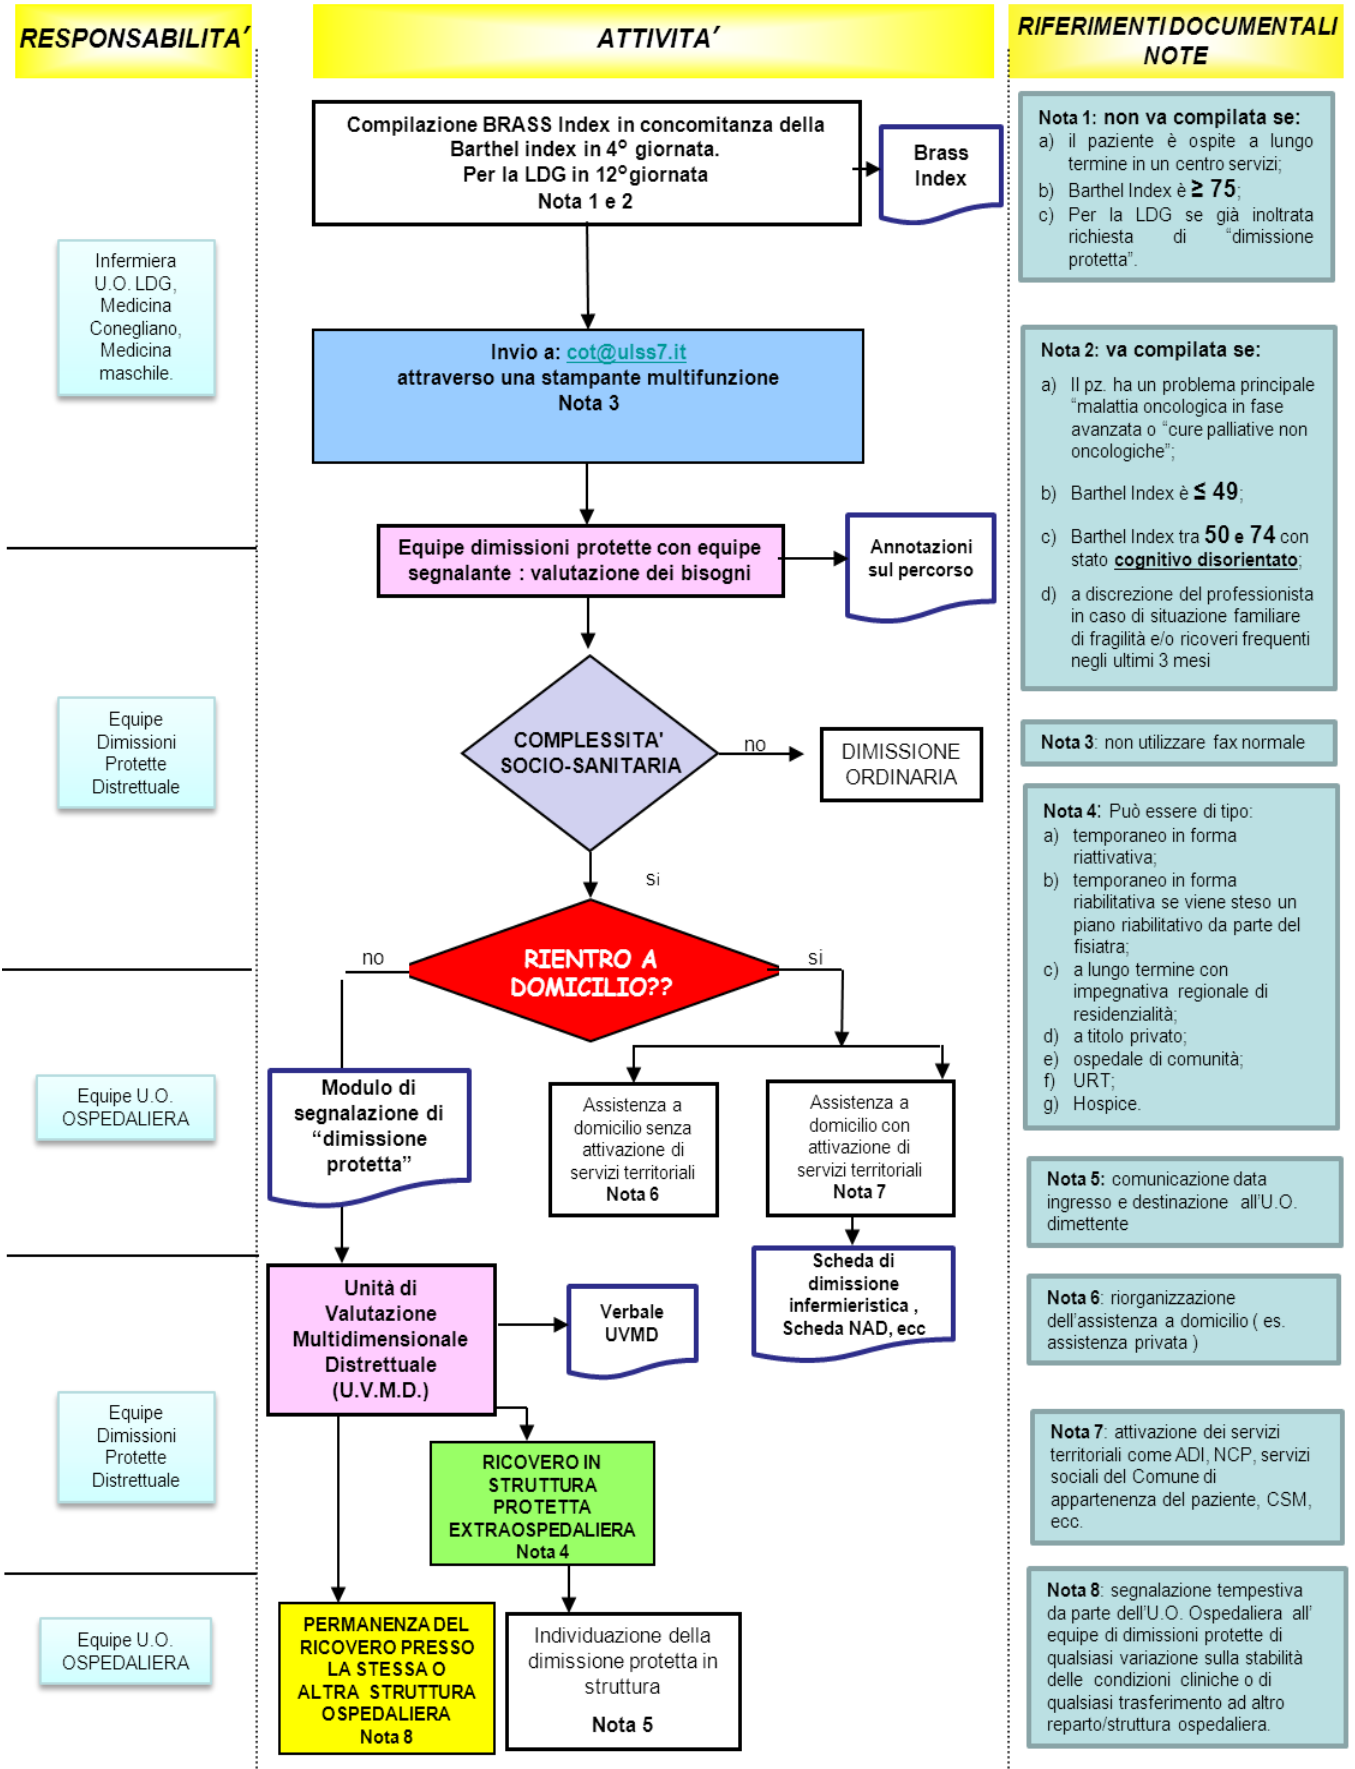 RESPONSABILITA’
ATTIVITA’
RIFERIMENTI DOCUMENTALI
NOTE
Compilazione BRASS Index in concomitanza della
Barthel index in 4° giornata.
Per la LDG in 12°giornata
Nota 1 e 2
Brass
Index
Nota 1: non va compilata se:
a) il paziente è ospite a lungo
termine in un centro servizi;
b) Barthel Index è ≥ 75;
c) Per la LDG se già inoltrata
richiesta di “dimissione
protetta”.
Infermiera
U.O. LDG,
Medicina
Conegliano,
Medicina
maschile.
Invio a: cot@ulss7.it
attraverso una stampante multifunzione
Nota 3
Nota 2: va compilata se:
a) Il pz. ha un problema principale
“malattia oncologica in fase
avanzata o “cure palliative non
oncologiche”;
b) Barthel Index è ≤ 49;
c) Barthel Index tra 50 e 74 con
stato cognitivo disorientato;
d) a discrezione del professionista
in caso di situazione familiare
di fragilità e/o ricoveri frequenti
negli ultimi 3 mesi
Equipe dimissioni protette con equipe
segnalante : valutazione dei bisogni
Annotazioni
sul percorso
Equipe
Dimissioni
Protette
Distrettuale
COMPLESSITA'
SOCIO-SANITARIA
no
DIMISSIONE
ORDINARIA
Nota 3: non utilizzare fax normale
si
Nota 4: Può essere di tipo:
a) temporaneo in forma
riattivativa;
b) temporaneo in forma
riabilitativa se viene steso un
piano riabilitativo da parte del
fisiatra;
c) a lungo termine con
impegnativa regionale di
residenzialità;
d) a titolo privato;
e) ospedale di comunità;
f) URT;
g) Hospice.
no
RIENTRO A
DOMICILIO??
si
Equipe U.O.
OSPEDALIERA
Modulo di
segnalazione di
“dimissione
protetta”
Assistenza a
domicilio senza
attivazione di
servizi territoriali
Nota 6
Assistenza a
domicilio con
attivazione di
servizi territoriali
Nota 7
Nota 5: comunicazione data
ingresso e destinazione all’U.O.
dimettente
Unità di
Valutazione
Multidimensionale
Distrettuale
(U.V.M.D.)
Verbale
UVMD
Scheda di
dimissione
infermieristica ,
Scheda NAD, ecc
Nota 6: riorganizzazione
dell’assistenza a domicilio ( es.
assistenza privata )
Equipe
Dimissioni
Protette
Distrettuale
RICOVERO IN
STRUTTURA
PROTETTA
EXTRAOSPEDALIERA
Nota 4
Nota 7: attivazione dei servizi
territoriali come ADI, NCP, servizi
sociali del Comune di
appartenenza del paziente, CSM,
ecc.
Equipe U.O.
OSPEDALIERA
PERMANENZA DEL
RICOVERO PRESSO
LA STESSA O
ALTRA STRUTTURA
OSPEDALIERA
Nota 8
Individuazione della
dimissione protetta in
struttura
Nota 5
Nota 8: segnalazione tempestiva
da parte dell’U.O. Ospedaliera all’
equipe di dimissioni protette di
qualsiasi variazione sulla stabilità
delle condizioni cliniche o di
qualsiasi trasferimento ad altro
reparto/struttura ospedaliera.